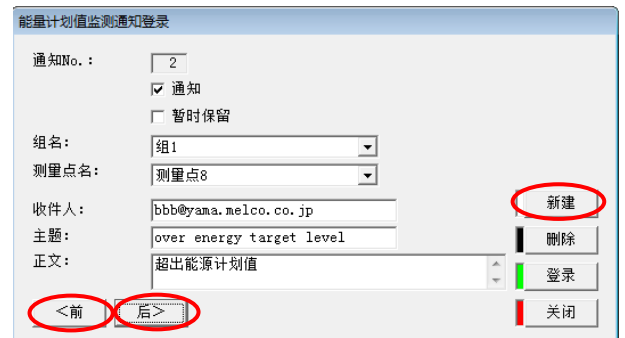 能量计划值监测通知登录
通知No.: 2
通知
暂时保留
组名: 组1
测量点名: 测量点8
收件人: bbb@yama.melco.co.jp
新建
主题: over energy target level
删除
正文: 超出能源计划值
登录
<前 后> 关闭